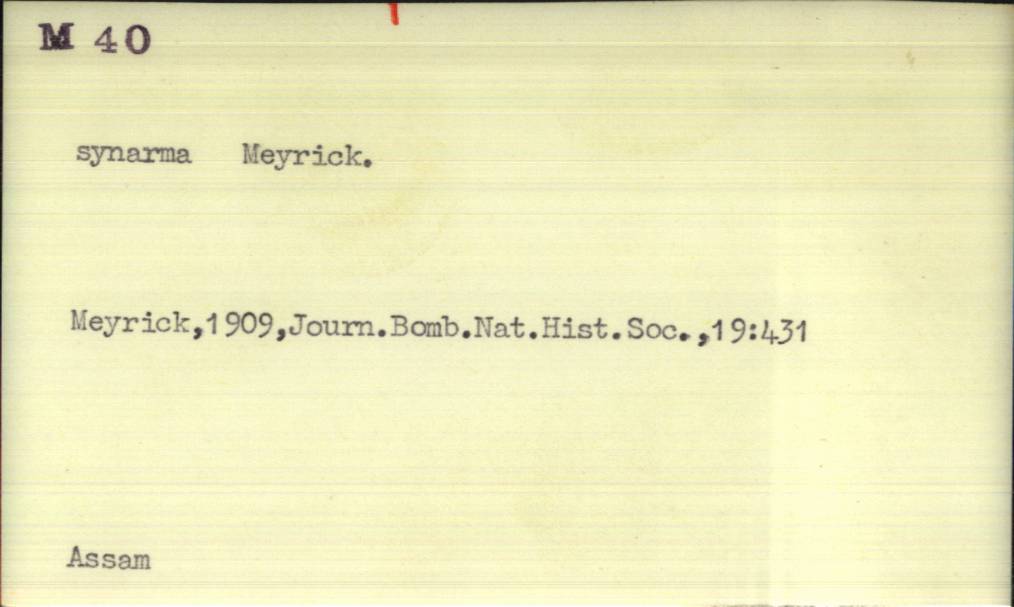 M 40
synarma Meyrick.
Meyrick,1909,Journ.Bomb.Nat.Hist.Soc.,19:431
Assam